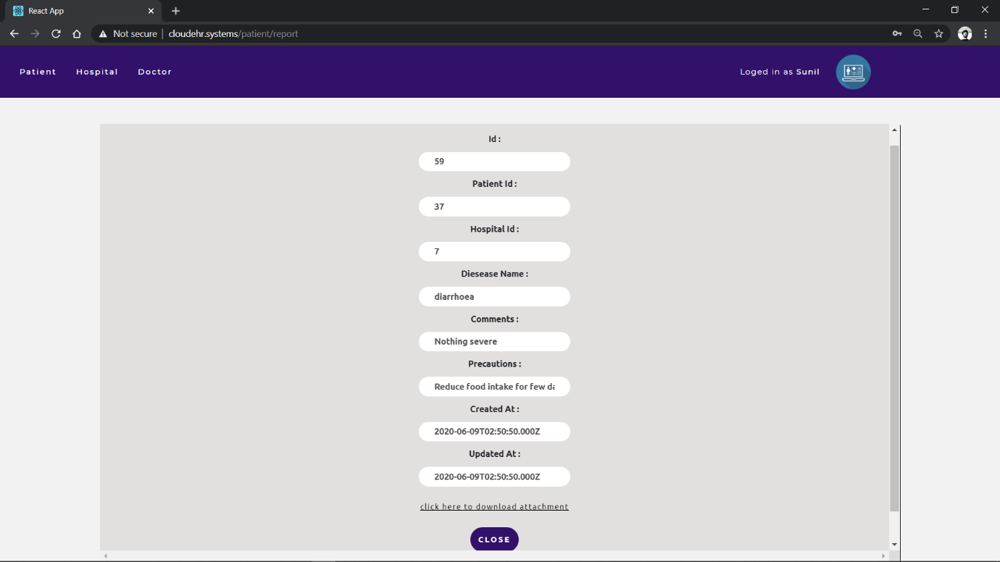 React App
Not secure | cloudehr.systems/patient/report
Patient Hospital Doctor Loged in as Sunil
Id :
59
Patient Id :
37
Hospital Id :
7
Diesease Name :
diarrhoea
Comments :
Nothing severe
Precautions :
Reduce food intake for few da
Created At :
2020-06-09T02:50:50.000Z
Updated At :
2020-06-09T02:50:50.000Z
click here to download attachment
CLOSE